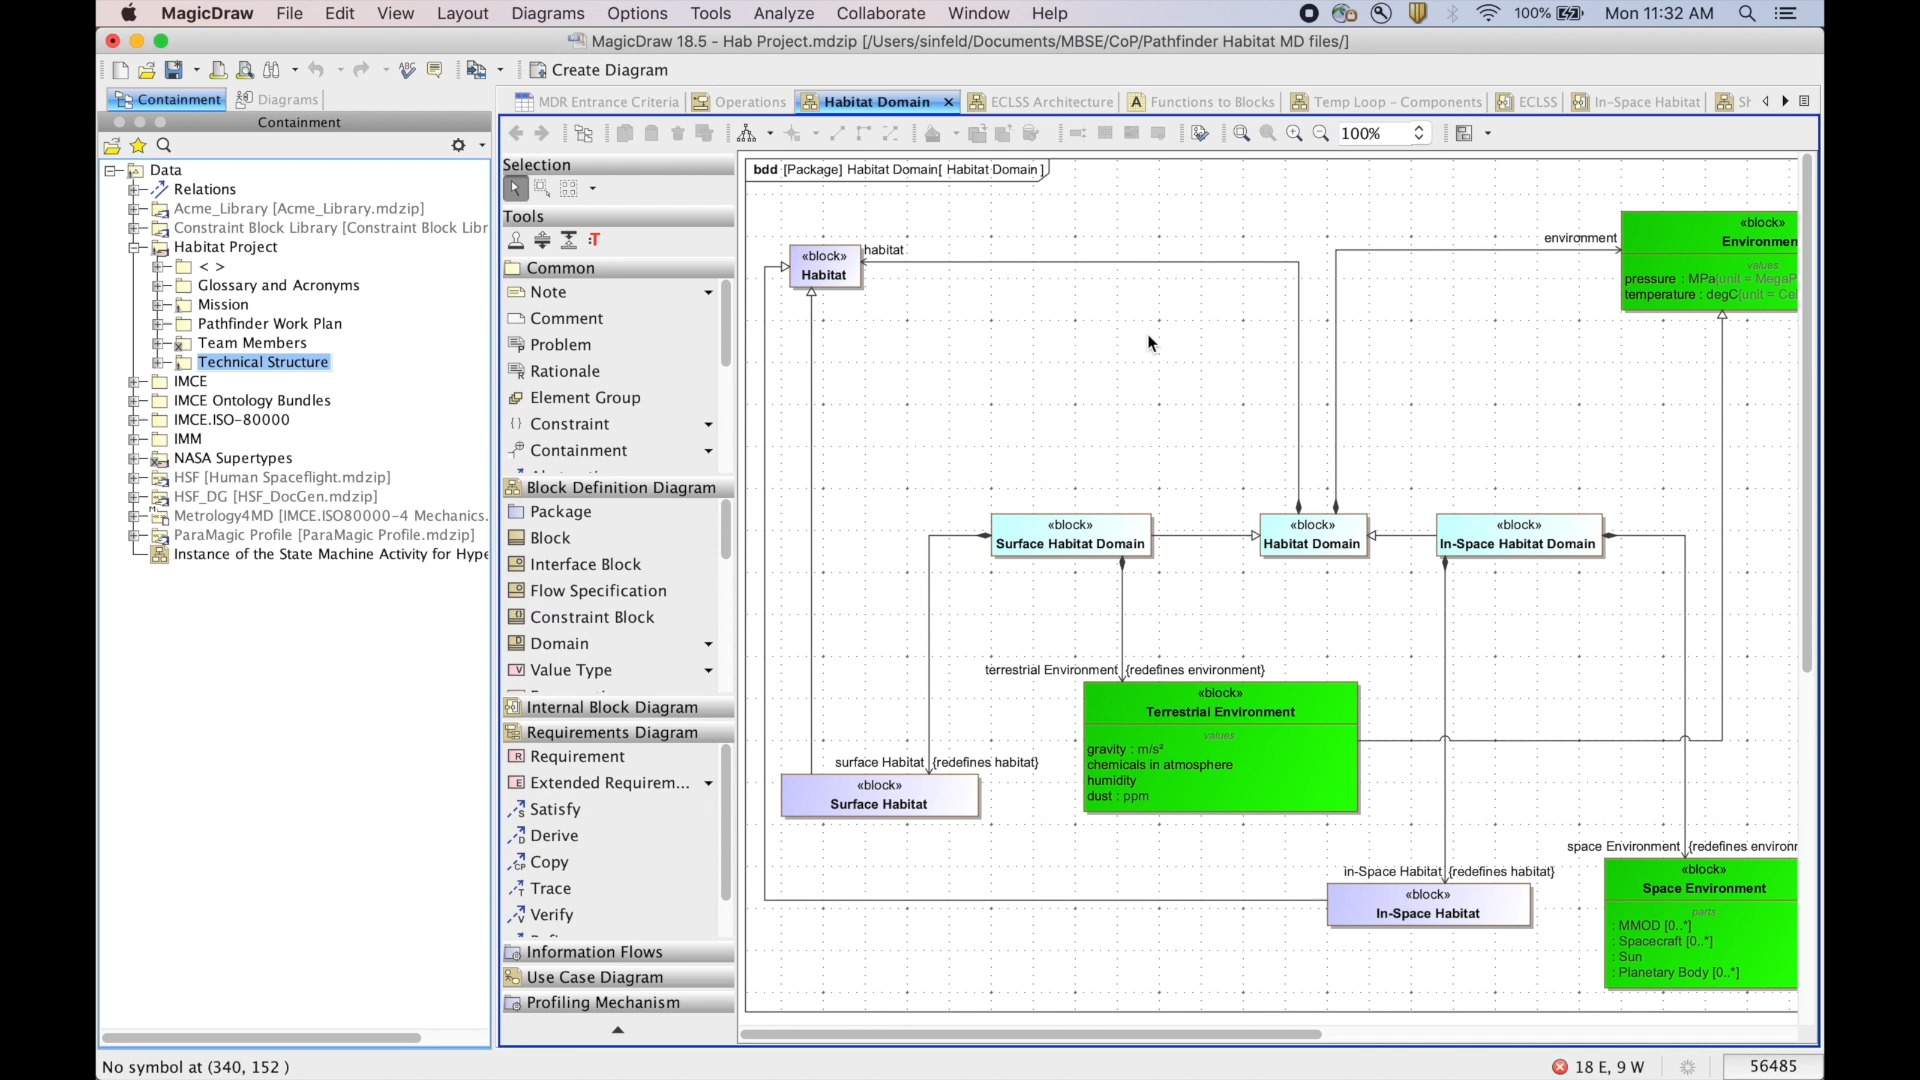 MagicDraw File Edit View Layout Diagrams Options Tools Analyze Collaborate Window Help 100% Mon 11:32 AM
MagicDraw 18.5 - Hab Project.mdzip [/Users/sinfeld/Documents/MBSE/CoP/Pathfinder Habitat MD files/]
Create Diagram
Containment Diagrams
MDR Entrance Criteria Operations Habitat Domain ECLSS Architecture Functions to Blocks Temp Loop - Components ECLSS In-Space Habitat Sh
Containment
100%
Data
Relations
Acme_Library [Acme_Library.mdzip]
Constraint Block Library [Constraint Block Libr
Habitat Project
< >
Glossary and Acronyms
Mission
Pathfinder Work Plan
Team Members
Technical Structure
IMCE
IMCE Ontology Bundles
IMCE.ISO-80000
IMM
NASA Supertypes
HSF [Human Spaceflight.mdzip]
HSF_DG [HSF_DocGen.mdzip]
Metrology4MD [IMCE.ISO80000-4 Mechanics.
ParaMagic Profile [ParaMagic Profile.mdzip]
Instance of the State Machine Activity for Hype
Selection
Tools
Common
Note
Comment
Problem
Rationale
Element Group
Constraint
Containment
Block Definition Diagram
Package
Block
Interface Block
Flow Specification
Constraint Block
Domain
Value Type
Internal Block Diagram
Requirements Diagram
Requirement
Extended Requirem...
Satisfy
Derive
Copy
Trace
Verify
Information Flows
Use Case Diagram
Profiling Mechanism
bdd [Package] Habitat Domain[ Habitat Domain ]
«block»
Habitat
habitat
environment
«block»
Environmen
values
pressure : MPa{unit = MegaP
temperature : degC{unit = Cel
«block»
Surface Habitat Domain
«block»
Habitat Domain
«block»
In-Space Habitat Domain
terrestrial Environment {redefines environment}
«block»
Terrestrial Environment
values
gravity : m/s²
chemicals in atmosphere
humidity
dust : ppm
surface Habitat {redefines habitat}
«block»
Surface Habitat
in-Space Habitat {redefines habitat}
«block»
In-Space Habitat
space Environment {redefines environr
«block»
Space Environment
parts
: MMOD [0..*]
: Spacecraft [0..*]
: Sun
: Planetary Body [0..*]
No symbol at (340, 152 )
18 E, 9 W
56485